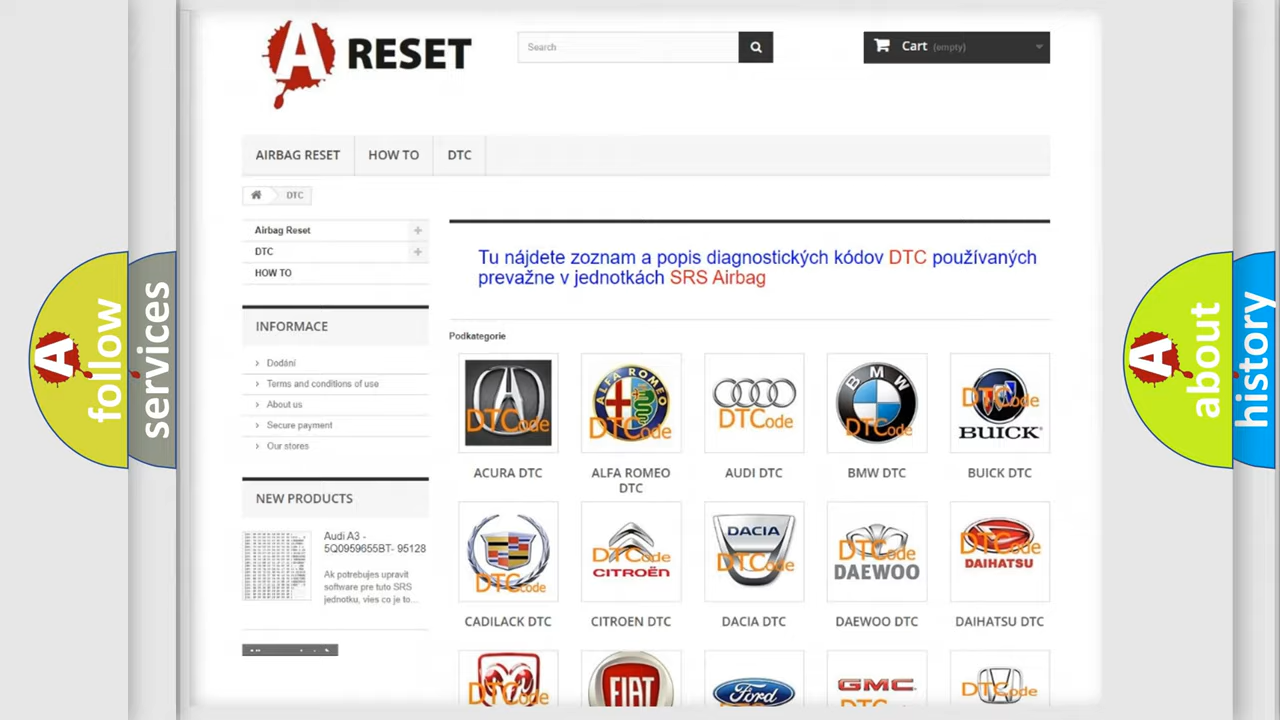 A RESET
Search
Cart (empty)
AIRBAG RESET
HOW TO
DTC
DTC
Airbag Reset
DTC
HOW TO
INFORMACE
Dodání
Terms and conditions of use
About us
Secure payment
Our stores
NEW PRODUCTS
Audi A3 -
5Q0959655BT- 95128
Ak potrebujes upravit
software pre tuto SRS
jednotku, vies co je to...
Tu nájdete zoznam a popis diagnostických kódov DTC používaných
prevažne v jednotkách SRS Airbag
Podkategorie
DTCode
ALFA ROMEO
DTCode
DTCode
BMW
DTCode
DTCode
BUICK
ACURA DTC
ALFA ROMEO
DTC
AUDI DTC
BMW DTC
BUICK DTC
DTCode
DTCode
CITROËN
DACIA
DTCode
DTCode
DAEWOO
DTCode
DAIHATSU
CADILACK DTC
CITROEN DTC
DACIA DTC
DAEWOO DTC
DAIHATSU DTC
DTCode
FIAT
Ford
GMC
DTCode
A follow
services
A about
history